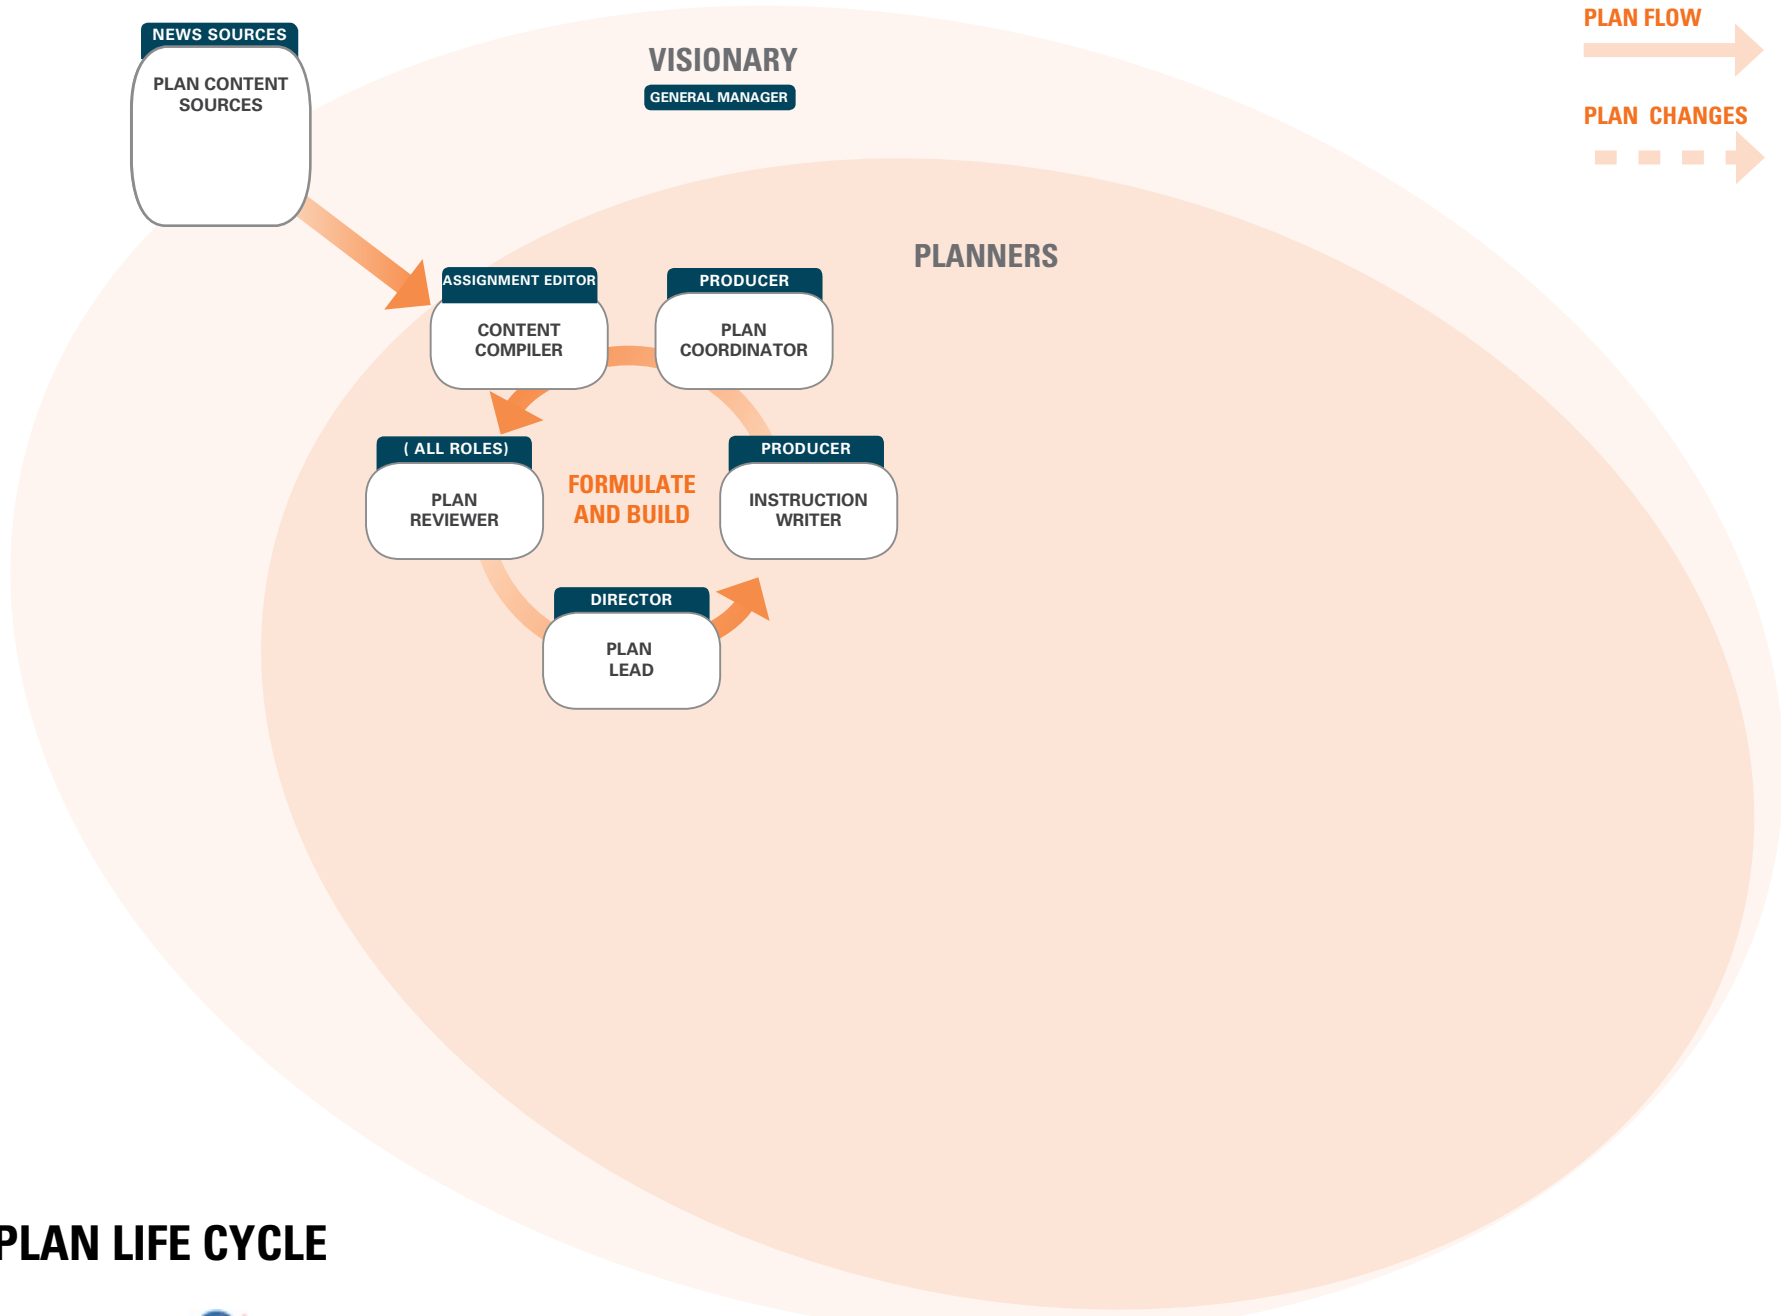 NEWS SOURCES
PLAN CONTENT
SOURCES
VISIONARY
GENERAL MANAGER
PLAN FLOW
PLAN CHANGES
PLANNERS
ASSIGNMENT EDITOR
CONTENT
COMPILER
PRODUCER
PLAN
COORDINATOR
( ALL ROLES)
PLAN
REVIEWER
FORMULATE
AND BUILD
PRODUCER
INSTRUCTION
WRITER
DIRECTOR
PLAN
LEAD
PLAN LIFE CYCLE